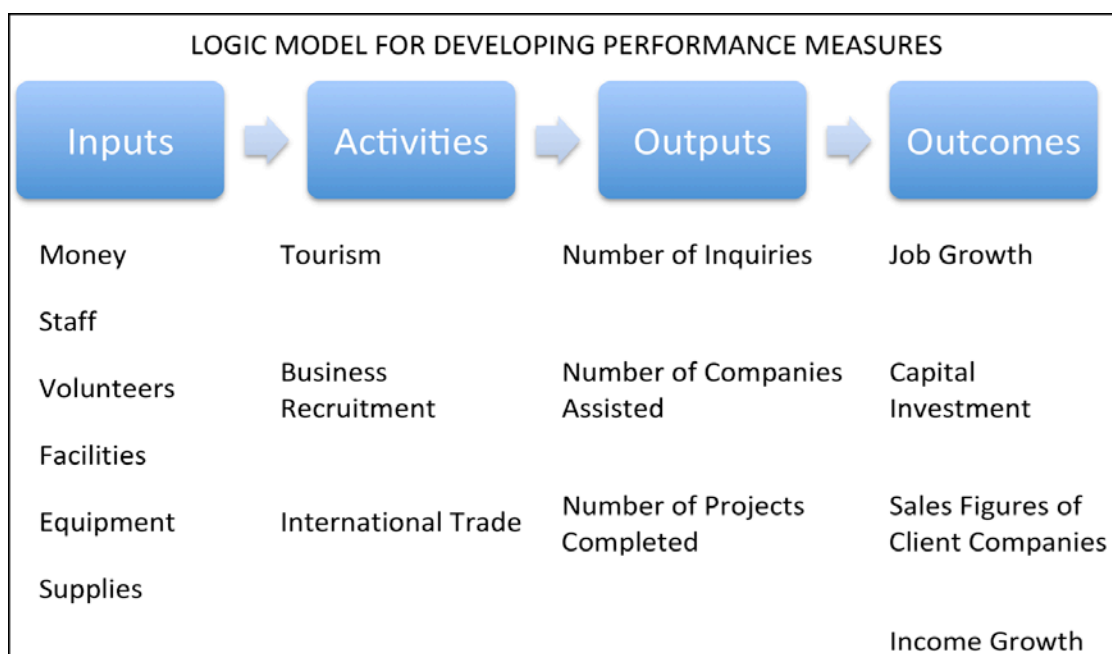 LOGIC MODEL FOR DEVELOPING PERFORMANCE MEASURES
Inputs
Activities
Outputs
Outcomes
Money
Staff
Volunteers
Facilities
Equipment
Supplies
Tourism
Business
Recruitment
International Trade
Number of Inquiries
Number of Companies
Assisted
Number of Projects
Completed
Job Growth
Capital
Investment
Sales Figures of
Client Companies
Income Growth